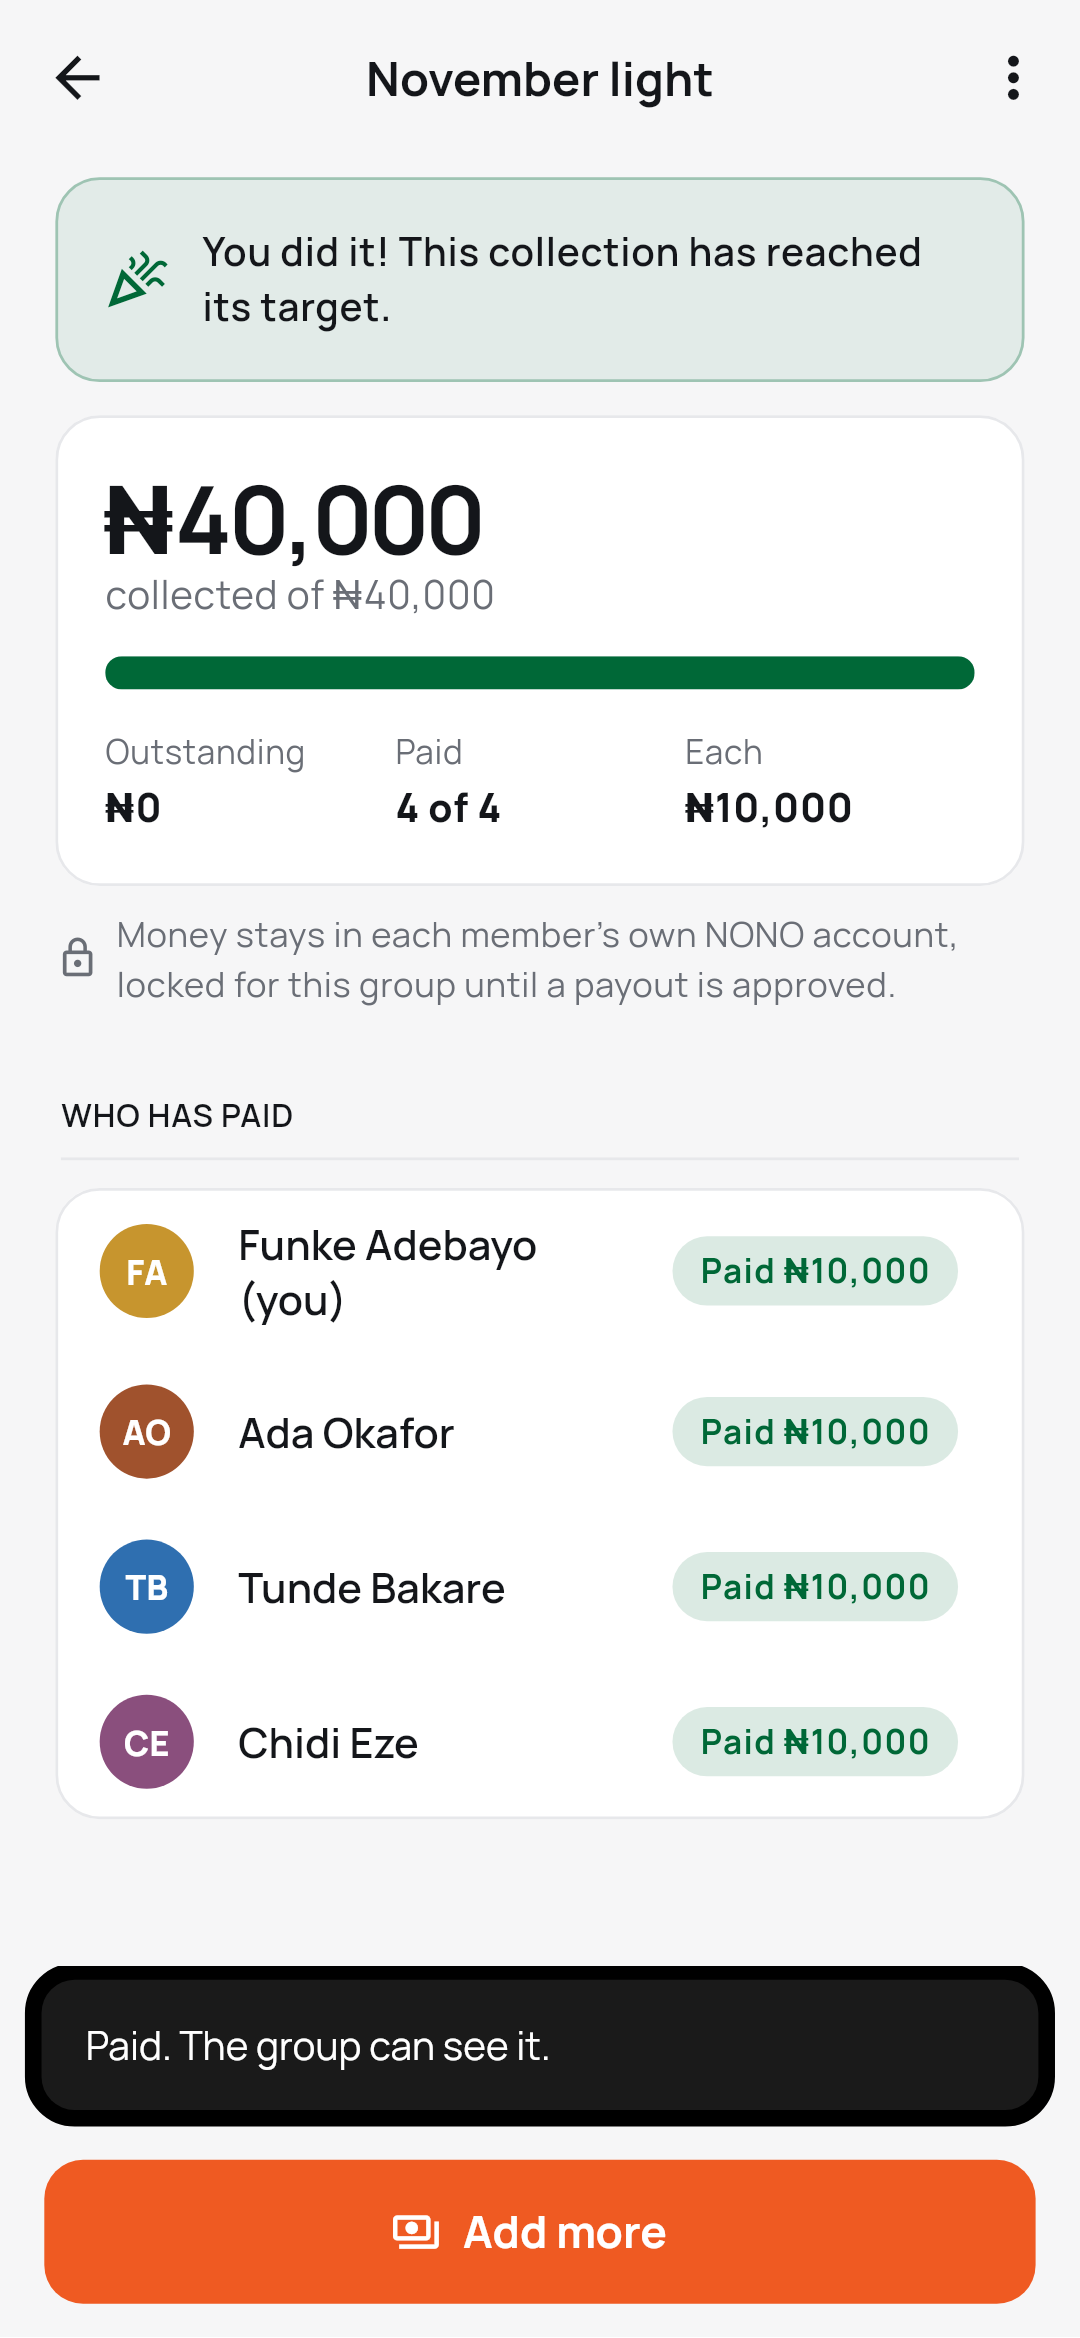 November light
You did it! This collection has reached
its target.
₦40,000
collected of ₦40,000
Outstanding Paid Each
₦0 4 of 4 ₦10,000
Money stays in each member’s own NONO account,
locked for this group until a payout is approved.
WHO HAS PAID
FA Funke Adebayo
(you) Paid ₦10,000
AO Ada Okafor Paid ₦10,000
TB Tunde Bakare Paid ₦10,000
CE Chidi Eze Paid ₦10,000
Paid. The group can see it.
Add more